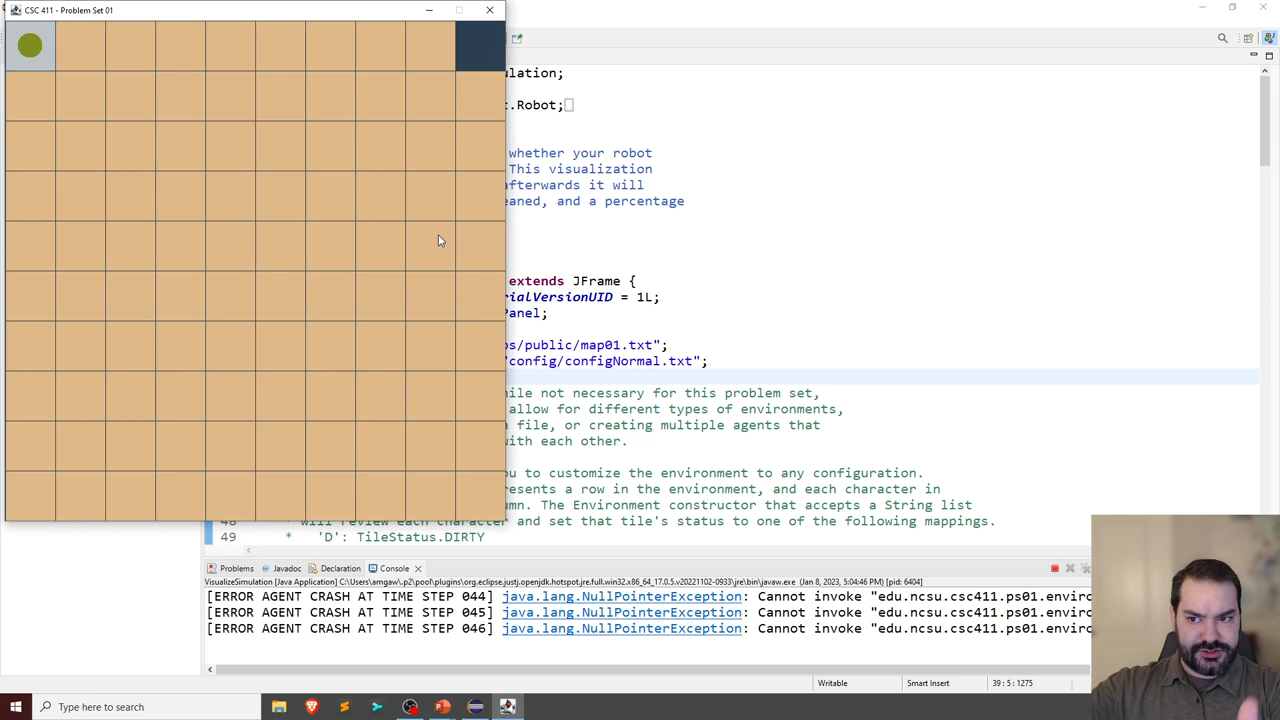 CSC 411 - Problem Set 01
ulation;
t.Robot;
whether your robot
This visualization
afterwards it will
eaned, and a percentage
extends JFrame {
rialVersionUID = 1L;
Panel;
ps/public/map01.txt";
"config/configNormal.txt";
ile not necessary for this problem set,
allow for different types of environments,
a file, or creating multiple agents that
with each other.
ou to customize the environment to any configuration.
presents a row in the environment, and each character in
umn. The Environment constructor that accepts a String list
48 * will review each character and set that tile's status to one of the following mappings.
49 * 'D': TileStatus.DIRTY
Problems Javadoc Declaration Console
VisualizeSimulation [Java Application] C:\Users\amgaw\.p2\pool\plugins\org.eclipse.justj.openjdk.hotspot.jre.full.win32.x86_64_17.0.5.v20221102-0933\jre\bin\javaw.exe (Jan 8, 2023, 5:04:46 PM) [pid: 6404]
[ERROR AGENT CRASH AT TIME STEP 044] java.lang.NullPointerException: Cannot invoke "edu.ncsu.csc411.ps01.enviro
[ERROR AGENT CRASH AT TIME STEP 045] java.lang.NullPointerException: Cannot invoke "edu.ncsu.csc411.ps01.enviro
[ERROR AGENT CRASH AT TIME STEP 046] java.lang.NullPointerException: Cannot invoke "edu.ncsu.csc411.ps01.enviro
Writable Smart Insert 39 : 5 : 1275
Type here to search